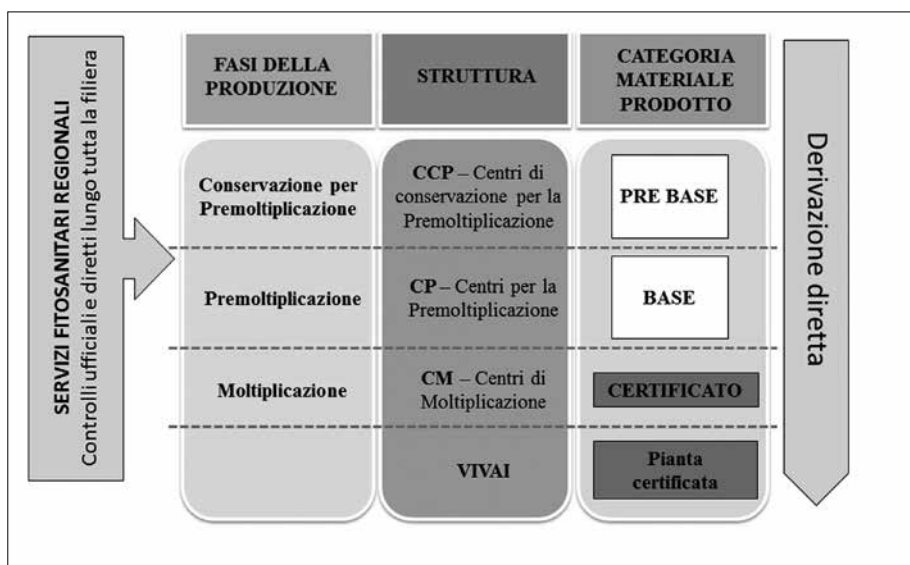 SERVIZI FITOSANITARI REGIONALI
Controlli ufficiali e diretti lungo tutta la filiera
FASI DELLA
PRODUZIONE
STRUTTURA
CATEGORIA
MATERIALE
PRODOTTO
Conservazione per
Premoltiplicazione
CCP – Centri di
conservazione per la
Premoltiplicazione
PRE BASE
Premoltiplicazione
CP – Centri per la
Premoltiplicazione
BASE
Moltiplicazione
CM – Centri di
Moltiplicazione
CERTIFICATO
VIVAI
Pianta
certificata
Derivazione diretta